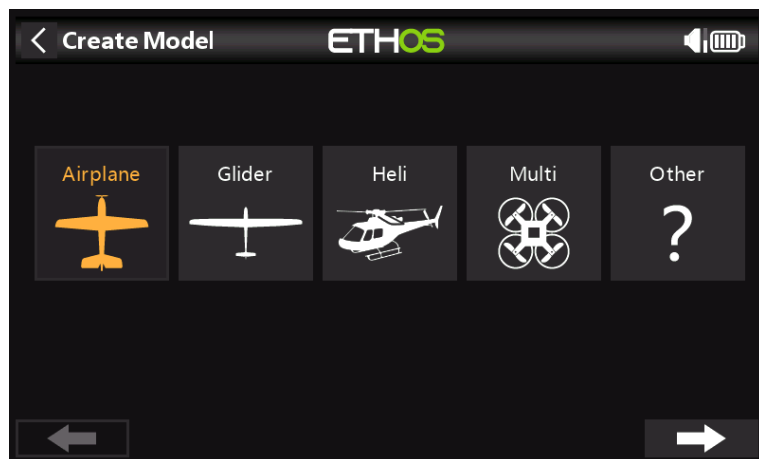 Create Model
ETHOS
Airplane
Glider
Heli
Multi
Other
?